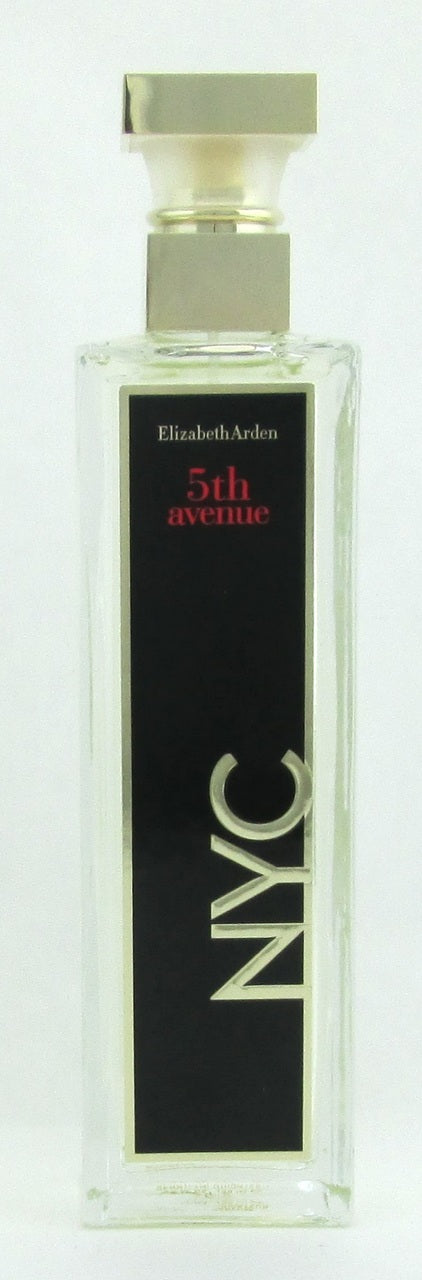 ElizabethArden
5th
avenue
NYC